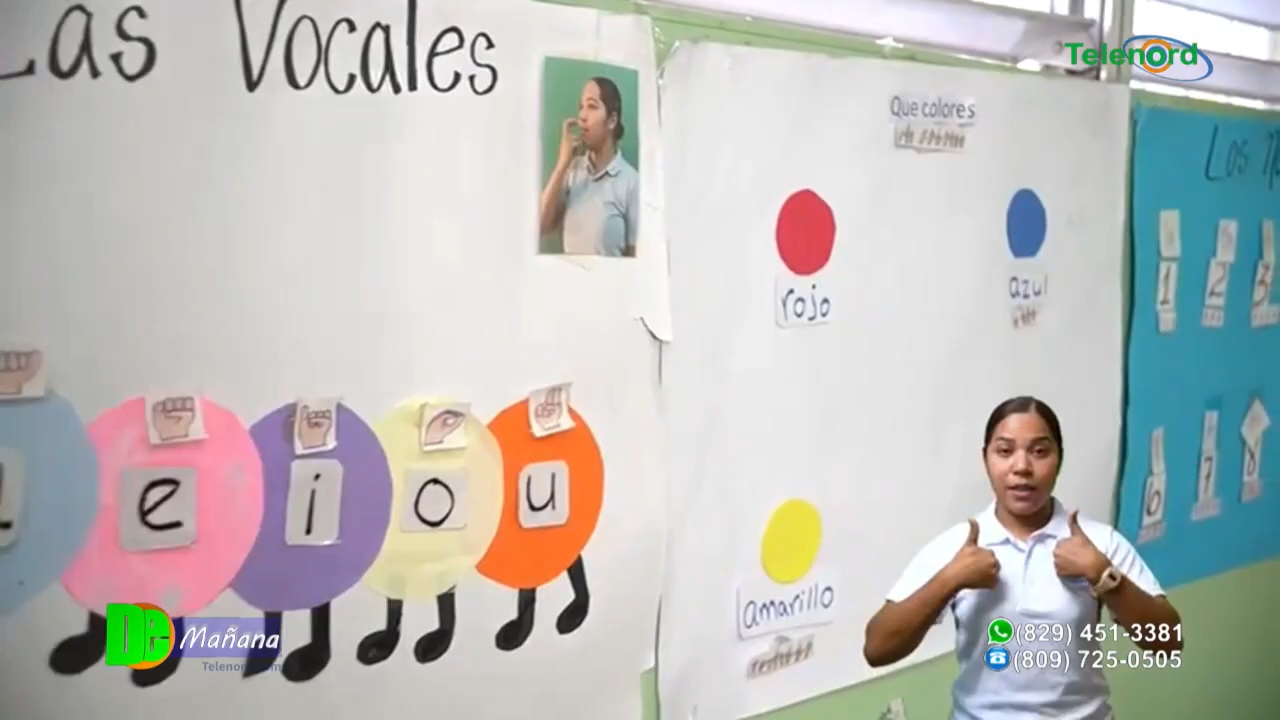 Las Vocales
Telenord
Que colores
Los
rojo
azul
1 2 3
e i o u
amarillo
6 7 8
De
Mañana
(829) 451-3381
(809) 725-0505